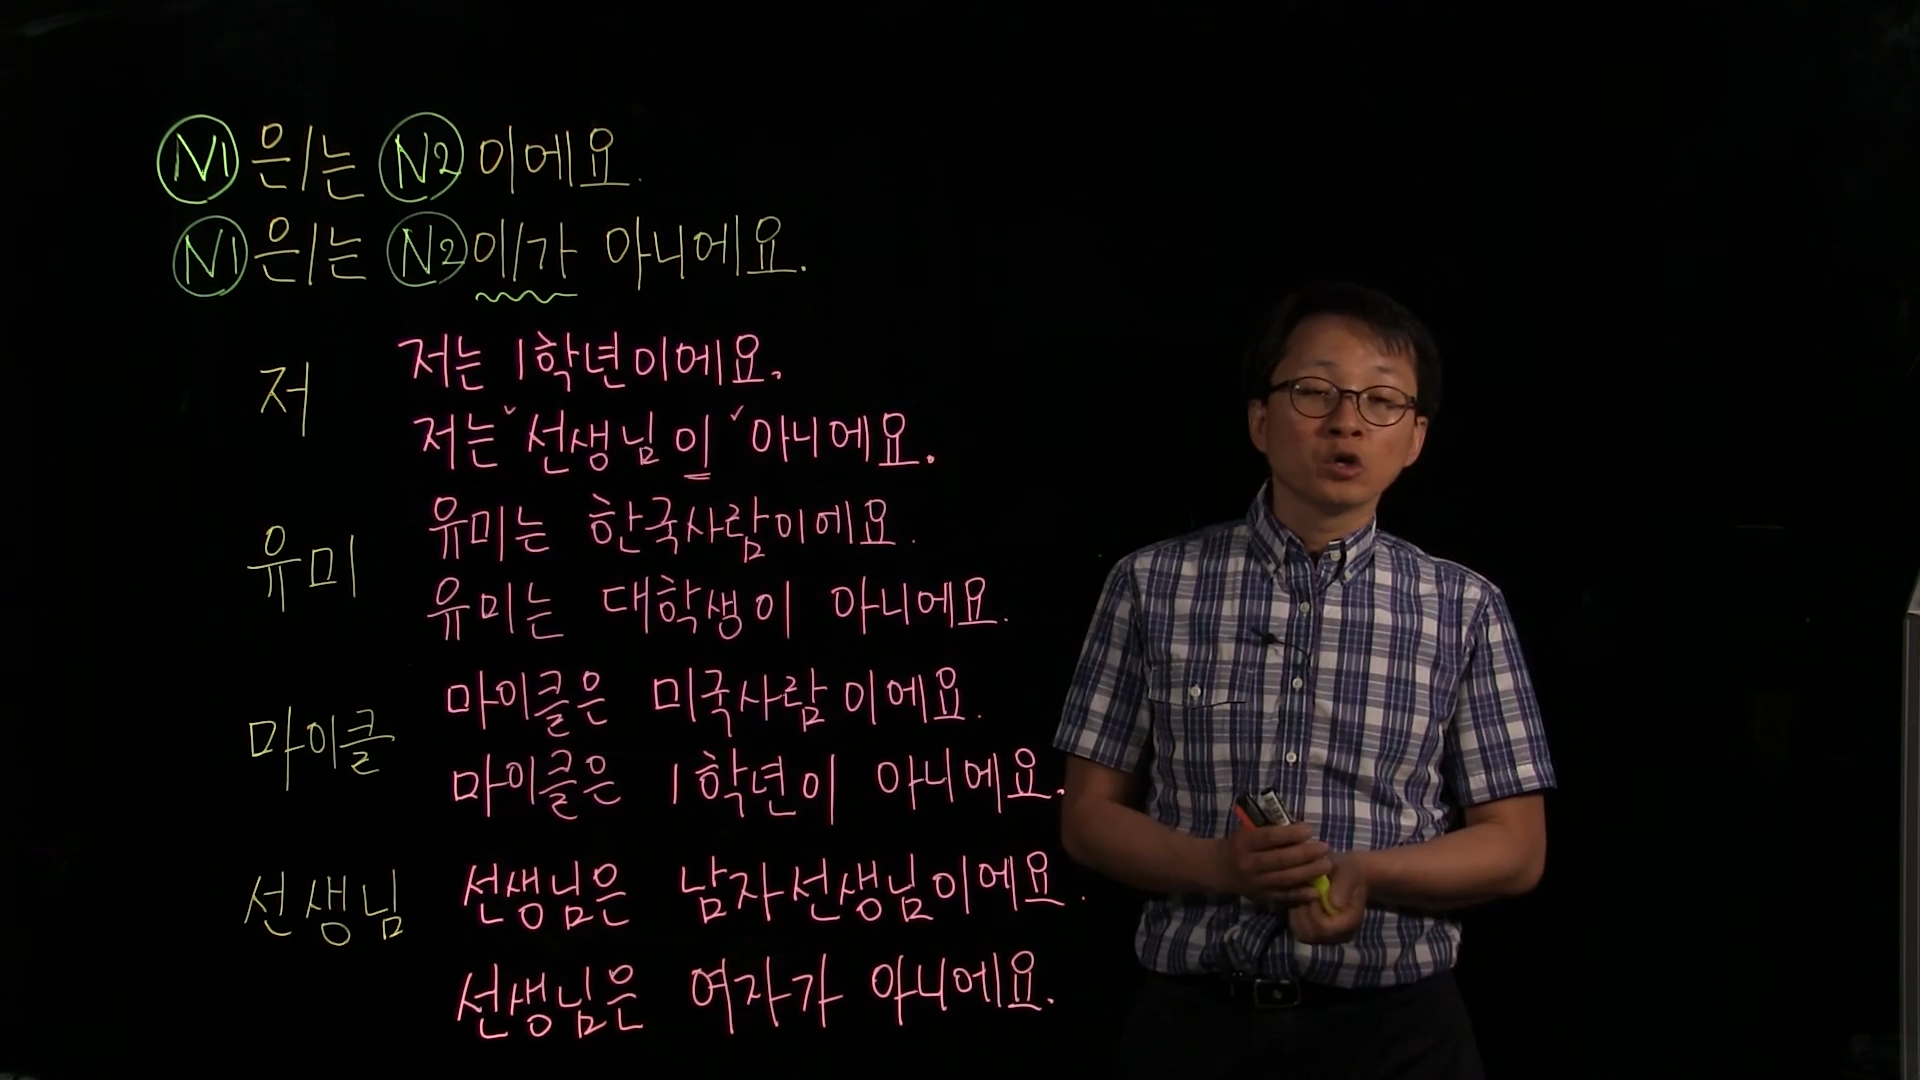 N1 은/는 N2 이에요.
N1 은/는 N2 이/가 아니에요.
저 저는 1학년이에요.
저는 선생님이 아니에요.
유미 유미는 한국사람이에요.
유미는 대학생이 아니에요.
마이클 마이클은 미국사람이에요.
마이클은 1학년이 아니에요.
선생님 선생님은 남자선생님이에요.
선생님은 여자가 아니에요.